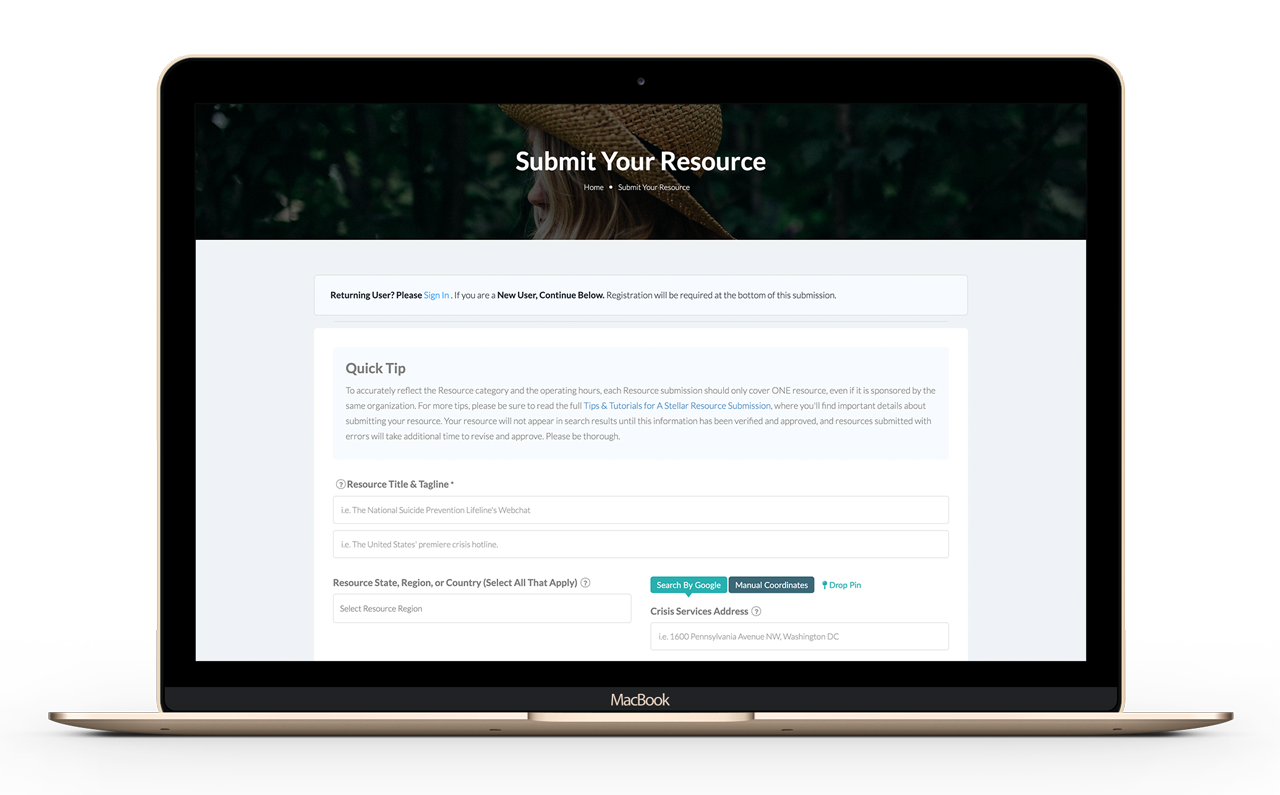 Submit Your Resource
Home • Submit Your Resource
Returning User? Please Sign In . If you are a New User, Continue Below. Registration will be required at the bottom of this submission.
Quick Tip
To accurately reflect the Resource category and the operating hours, each Resource submission should only cover ONE resource, even if it is sponsored by the
same organization. For more tips, please be sure to read the full Tips & Tutorials for A Stellar Resource Submission, where you'll find important details about
submitting your resource. Your resource will not appear in search results until this information has been verified and approved, and resources submitted with
errors will take additional time to revise and approve. Please be thorough.
? Resource Title & Tagline *
i.e. The National Suicide Prevention Lifeline's Webchat
i.e. The United States' premiere crisis hotline.
Resource State, Region, or Country (Select All That Apply) ?
Select Resource Region
Search By Google Manual Coordinates Drop Pin
Crisis Services Address ?
i.e. 1600 Pennsylvania Avenue NW, Washington DC
MacBook